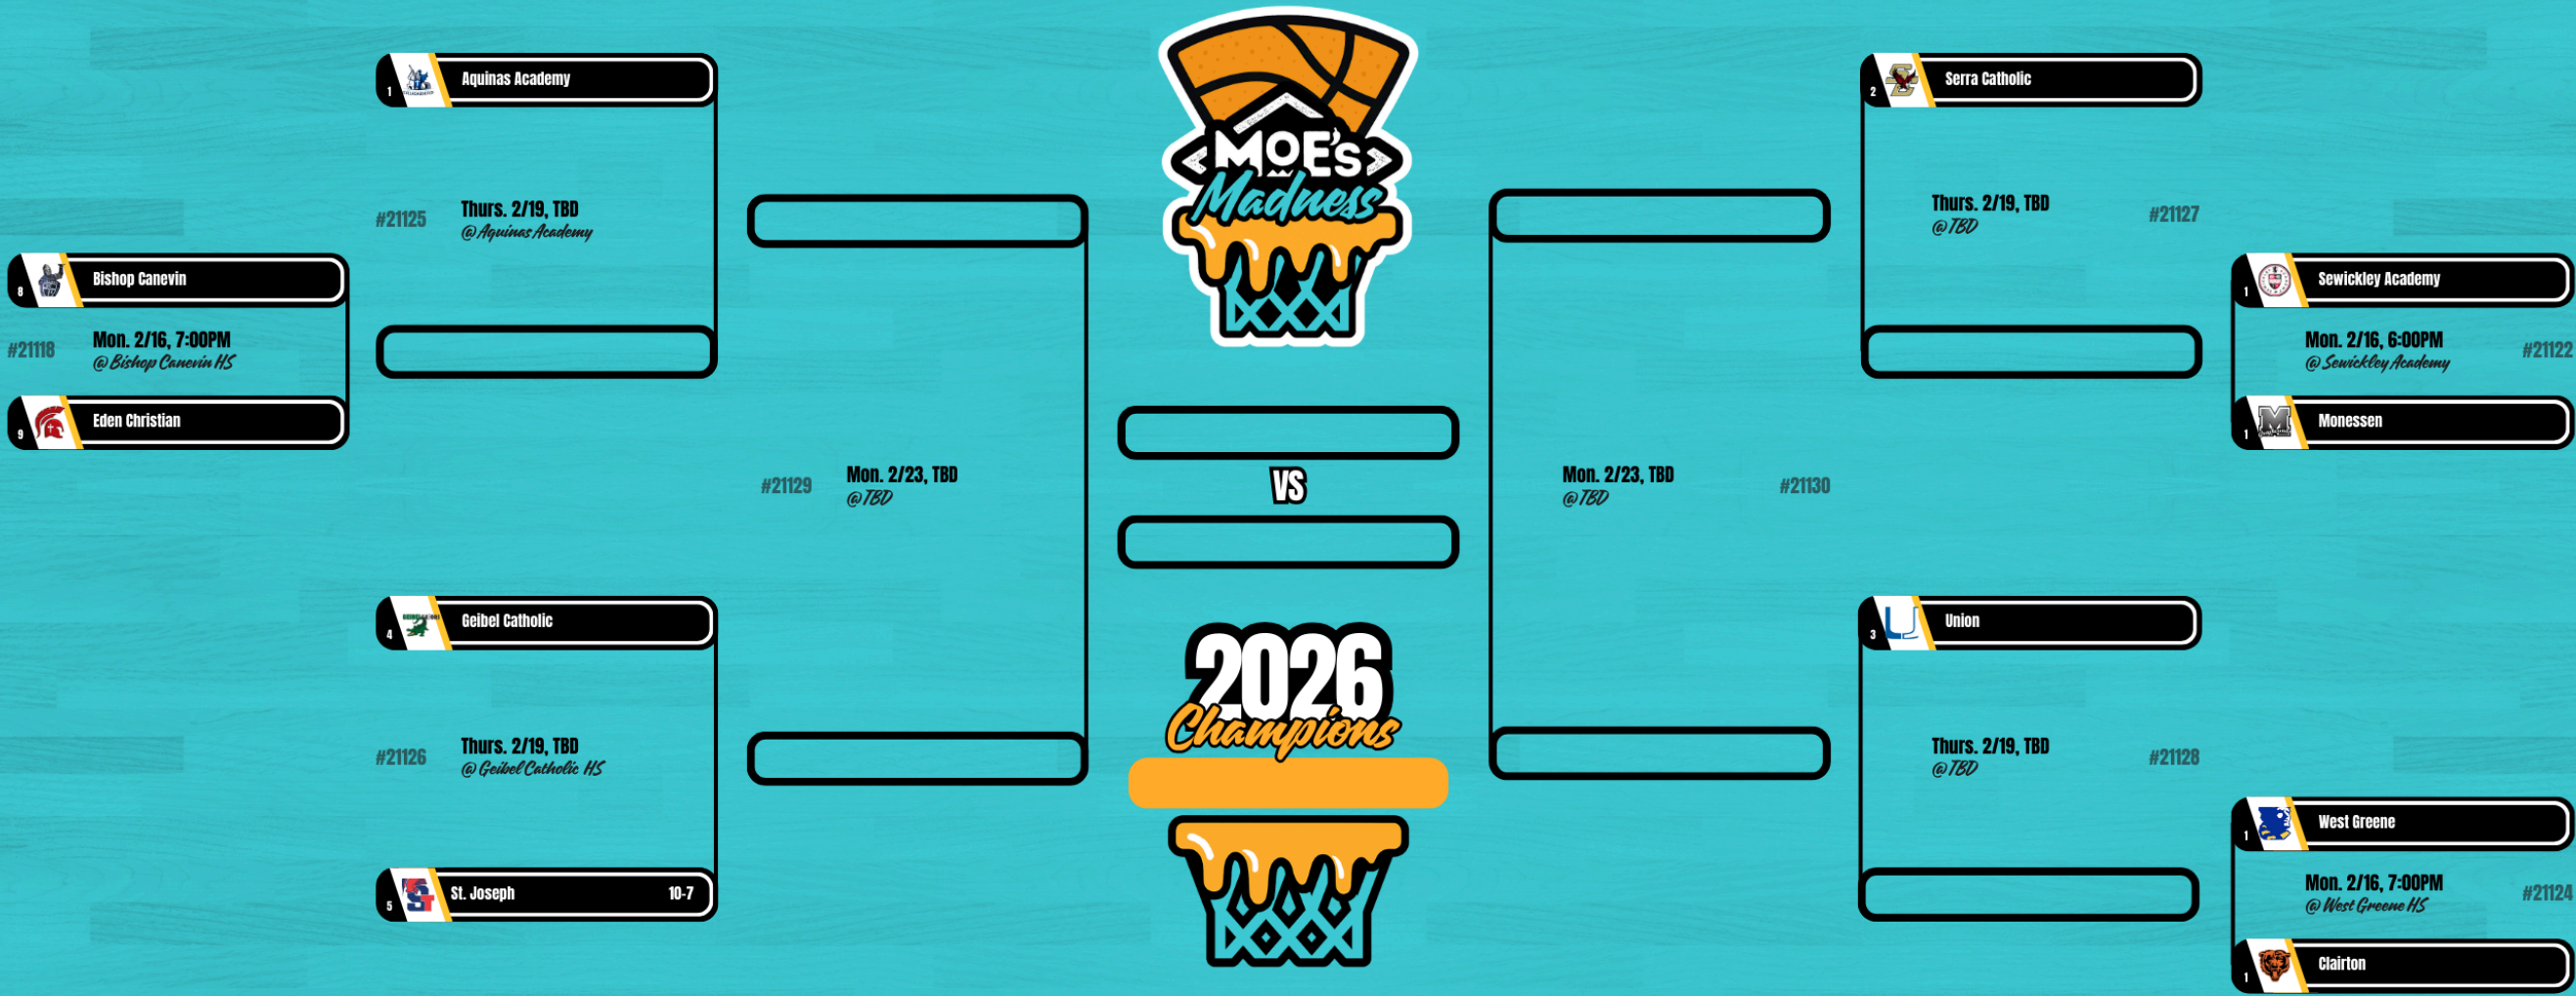 1 Aquinas Academy
#21125 Thurs. 2/19, TBD
@ Aquinas Academy
8 Bishop Canevin
#21118 Mon. 2/16, 7:00PM
@ Bishop Canevin HS
9 Eden Christian
#21129 Mon. 2/23, TBD
@ TBD
4 Geibel Catholic
#21126 Thurs. 2/19, TBD
@ Geibel Catholic HS
5 St. Joseph 10-7
MOE'S
Madness
VS
2026
Champions
2 Serra Catholic
Thurs. 2/19, TBD #21127
@ TBD
1 Sewickley Academy
Mon. 2/16, 6:00PM #21122
@ Sewickley Academy
1 Monessen
Mon. 2/23, TBD #21130
@ TBD
3 Union
Thurs. 2/19, TBD #21128
@ TBD
1 West Greene
Mon. 2/16, 7:00PM #21124
@ West Greene HS
1 Clairton